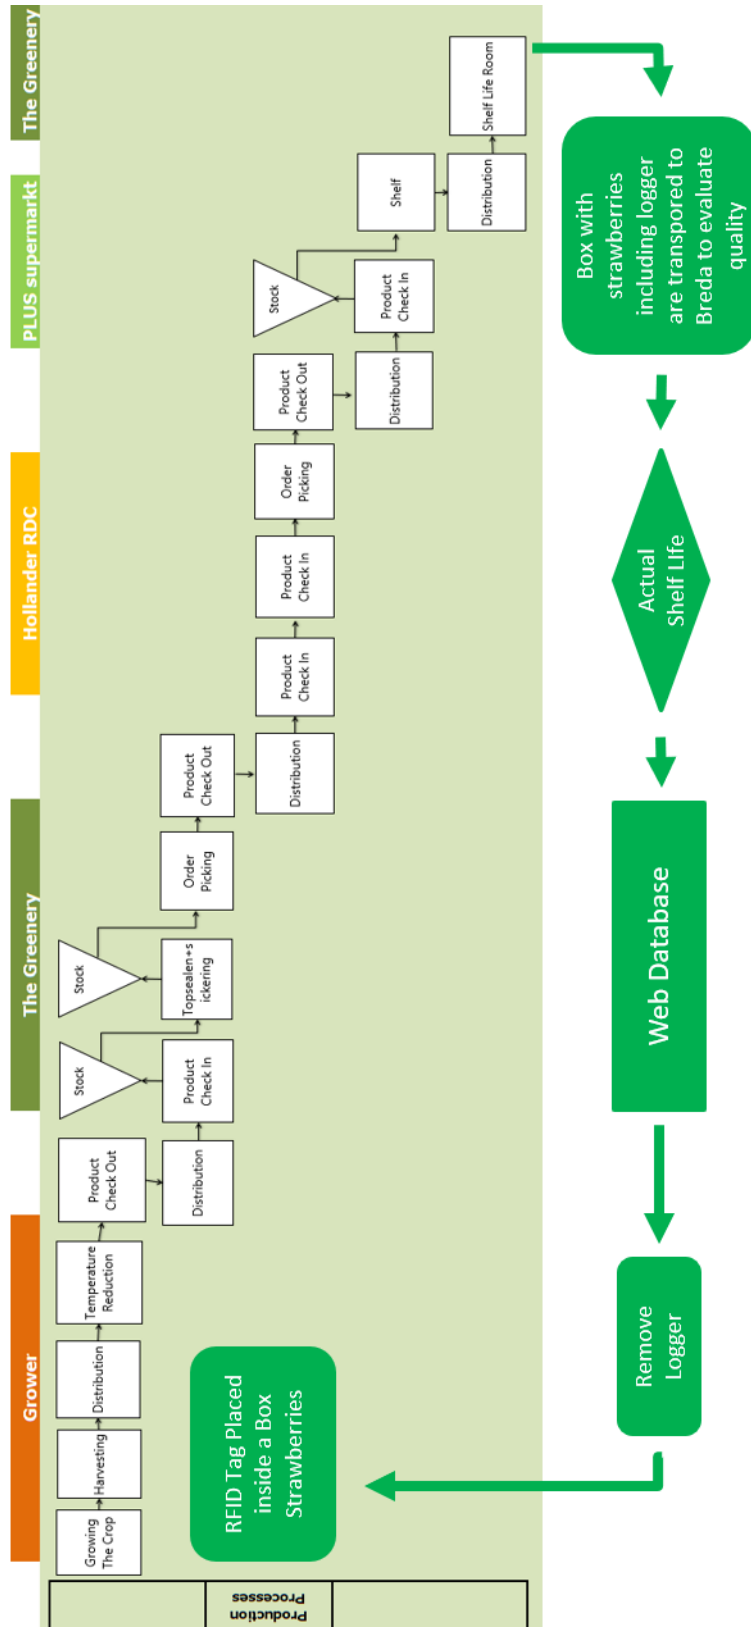 Grower
The Greenery
Hollander RDC
PLUS supermarkt
The Greenery
Production
Processes
Growing
The Crop
Harvesting
Distribution
Temperature
Reduction
Product
Check Out
Distribution
Product
Check In
Stock
Topsealen+s
ickering
Stock
Order
Picking
Product
Check Out
Distribution
Product
Check In
Product
Check In
Order
Picking
Product
Check Out
Distribution
Product
Check In
Stock
Shelf
Distribution
Shelf Life Room
RFID Tag Placed
inside a Box
Strawberries
Box with
strawberries
including logger
are transpored to
Breda to evaluate
quality
Actual
Shelf LIfe
Web Database
Remove
Logger